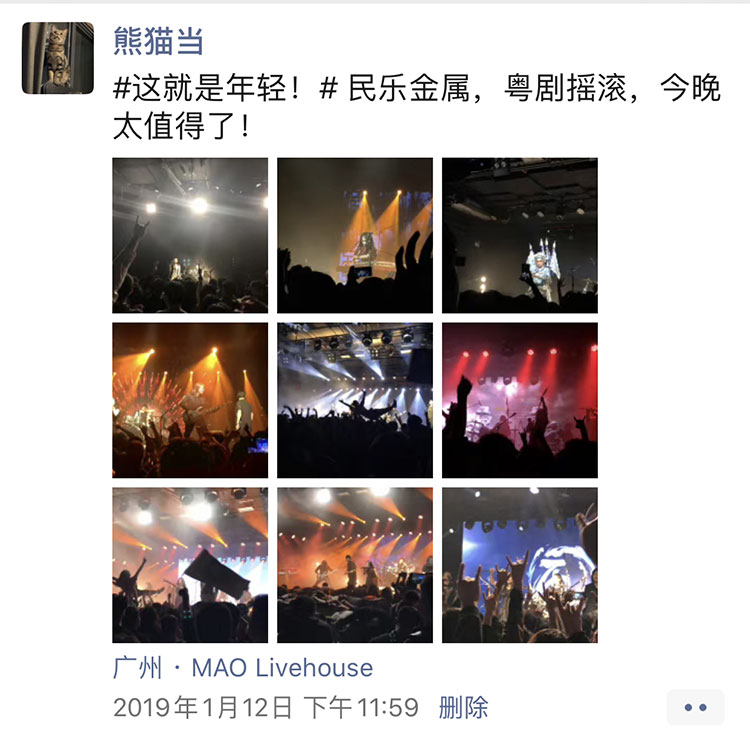 熊猫当
#这就是年轻！# 民乐金属，粤剧摇滚，今晚
太值得了！
广州 · MAO Livehouse
2019年1月12日 下午11:59 删除